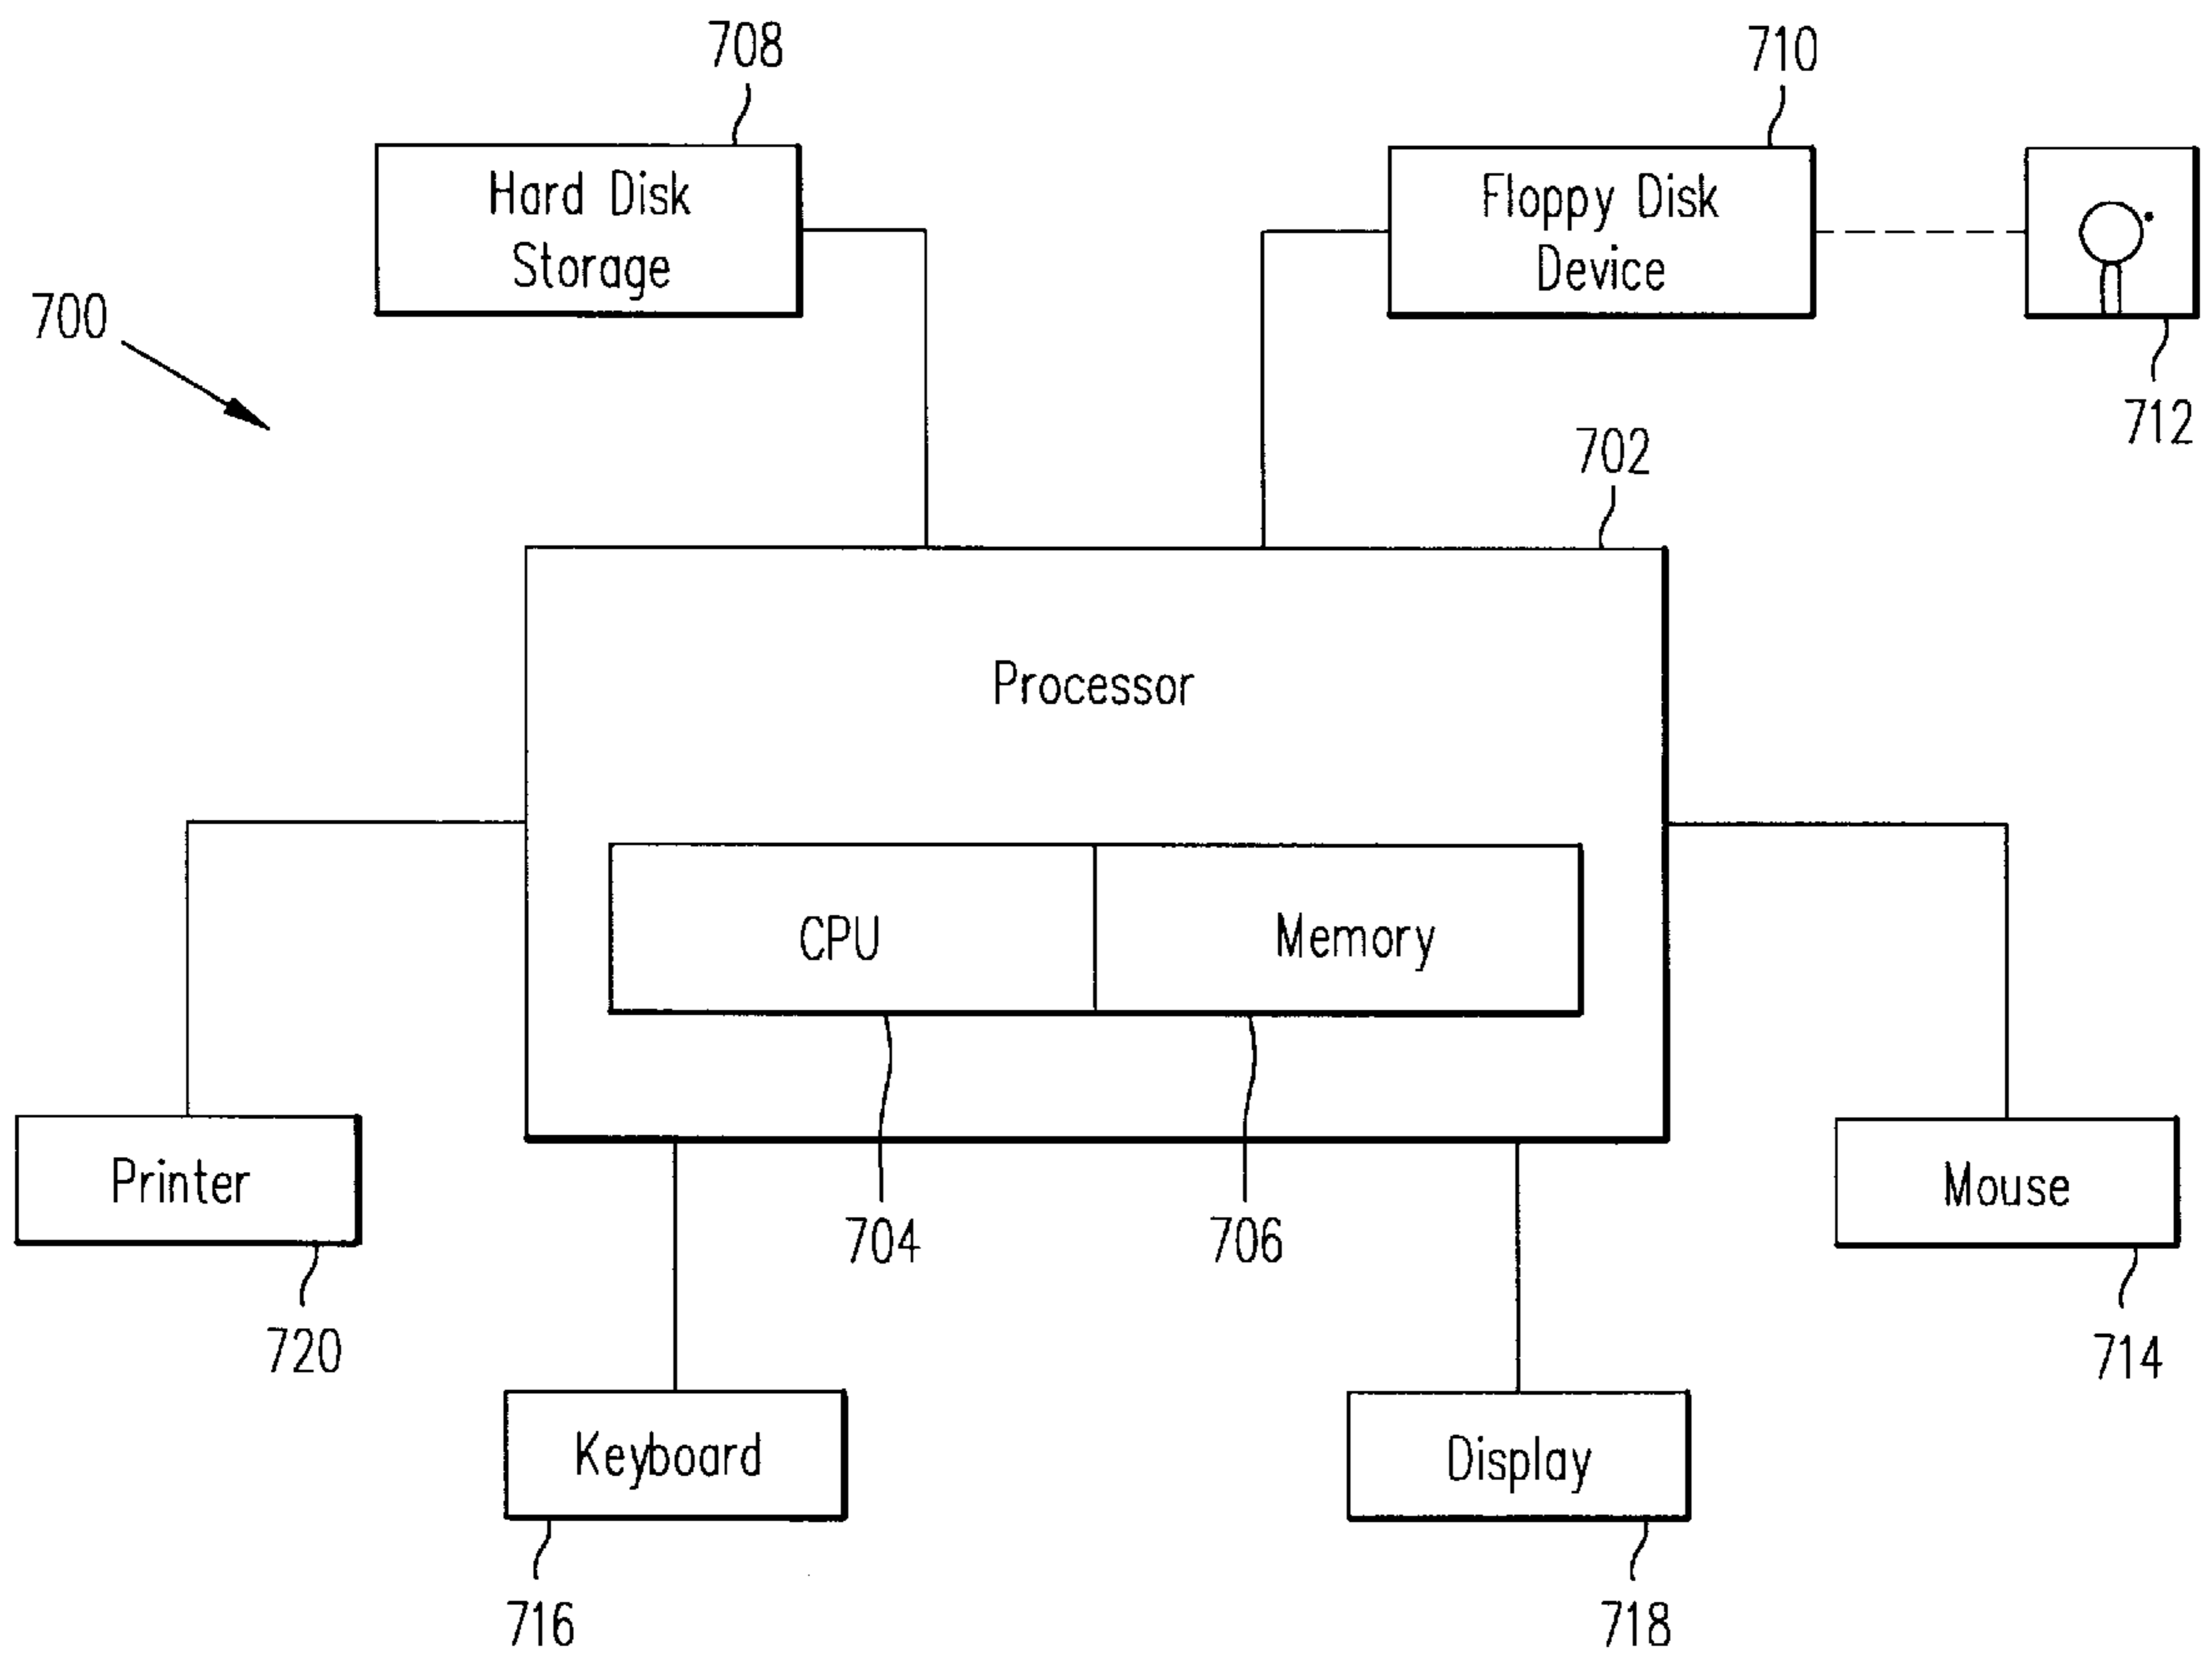 708
710
Hard Disk
Storage
Floppy Disk
Device
700
712
702
Processor
CPU
Memory
Printer
Mouse
704
706
720
714
Keyboard
Display
716
718